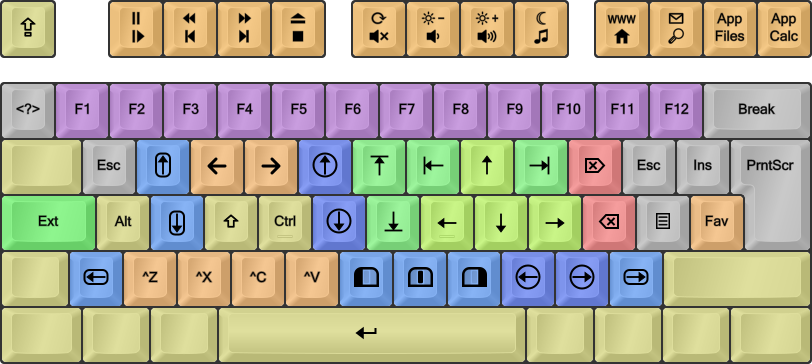 www App App
Files Calc
<?> F1 F2 F3 F4 F5 F6 F7 F8 F9 F10 F11 F12 Break
Esc Esc Ins PrntScr
Ext Alt Ctrl Fav
^Z ^X ^C ^V